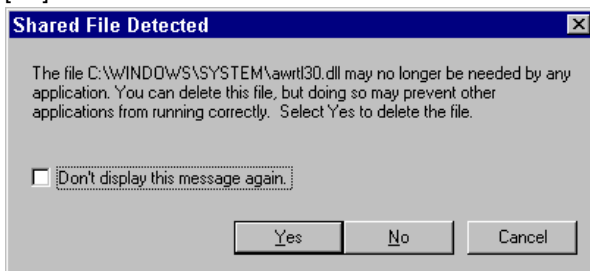 Shared File Detected
The file C:\WINDOWS\SYSTEM\awrtl30.dll may no longer be needed by any
application. You can delete this file, but doing so may prevent other
applications from running correctly.  Select Yes to delete the file.
Don't display this message again.
Yes No Cancel